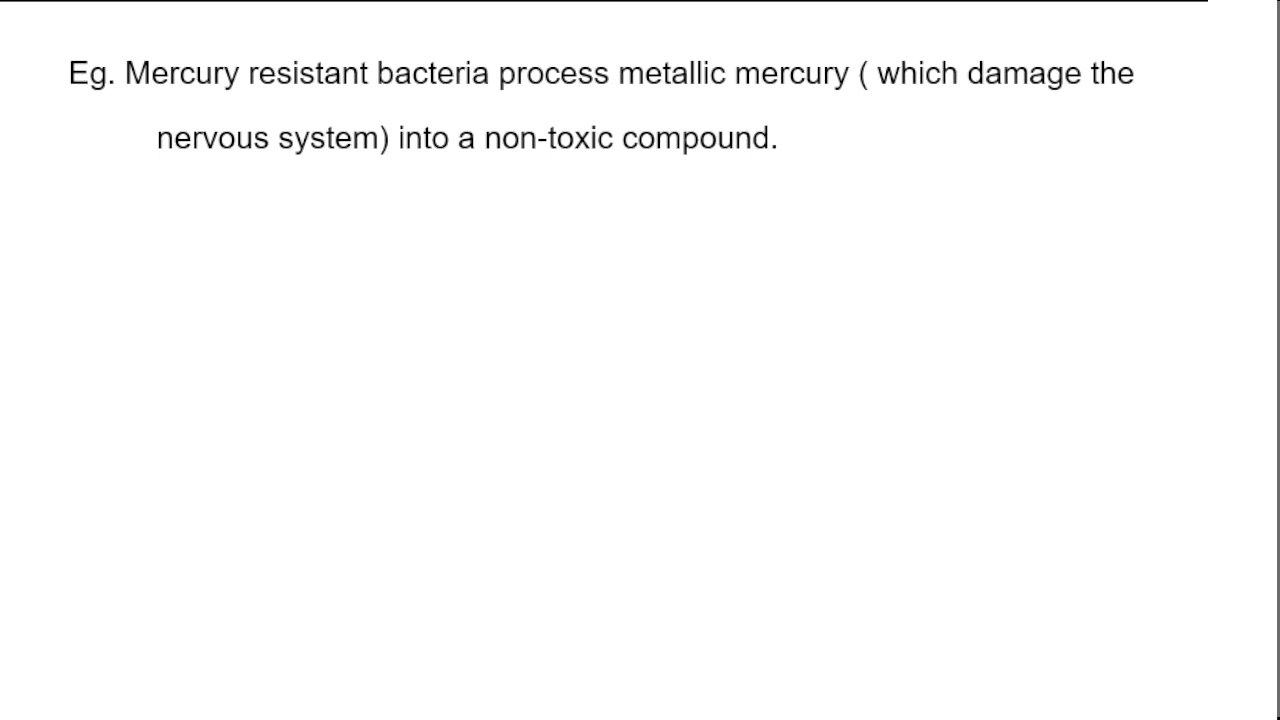 Eg. Mercury resistant bacteria process metallic mercury ( which damage the
nervous system) into a non-toxic compound.